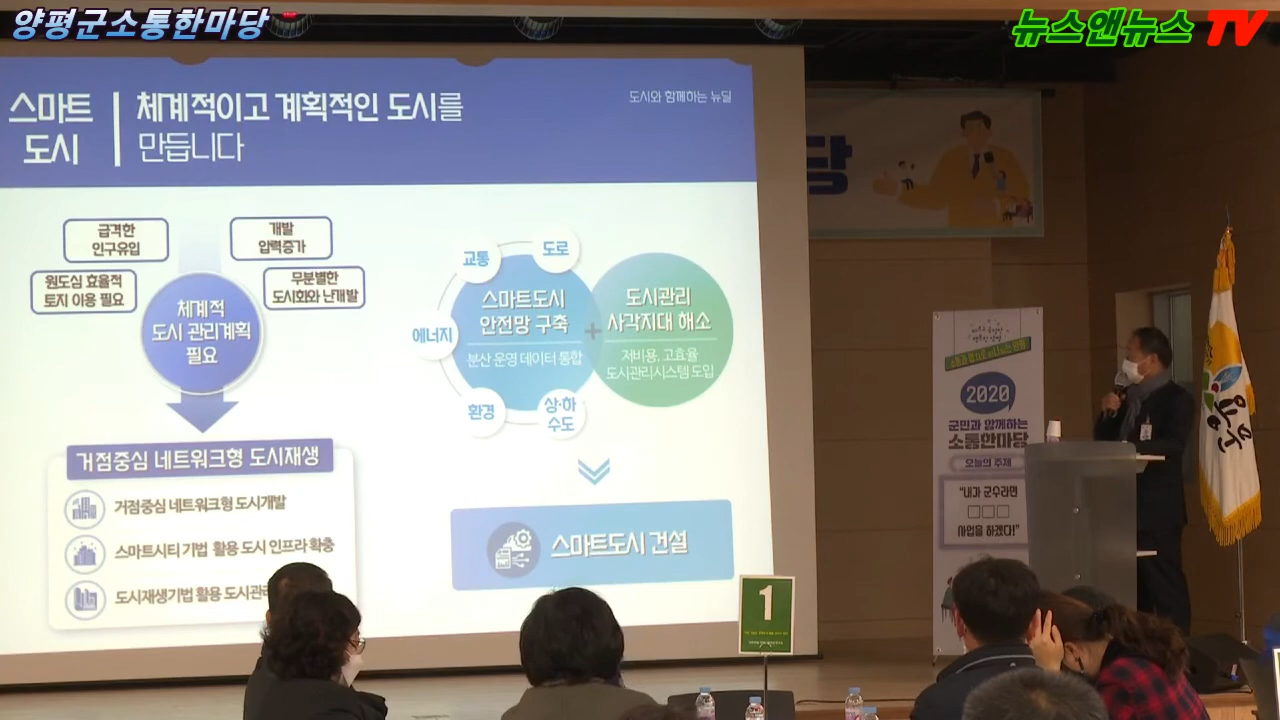 양평군소통한마당
뉴스앤뉴스 TV
스마트
도시
체계적이고 계획적인 도시를
만듭니다
도시와 함께하는 뉴딜
급격한
인구유입
개발
압력증가
원도심 효율적
토지 이용 필요
무분별한
도시화와 난개발
체계적
도시 관리계획
필요
거점중심 네트워크형 도시재생
거점중심 네트워크형 도시개발
스마트시티 기법 활용 도시 인프라 확충
도시재생기법 활용 도시관리
교통
도로
에너지
환경
상·하
수도
스마트도시
안전망 구축
분산 운영 데이터 통합
+
도시관리
사각지대 해소
저비용, 고효율
도시관리시스템 도입
스마트도시 건설
당
2020
군민과 함께하는
소통한마당
오늘의 주제
"내가 군수라면
□□□
사업을 하겠다!"
양평
1